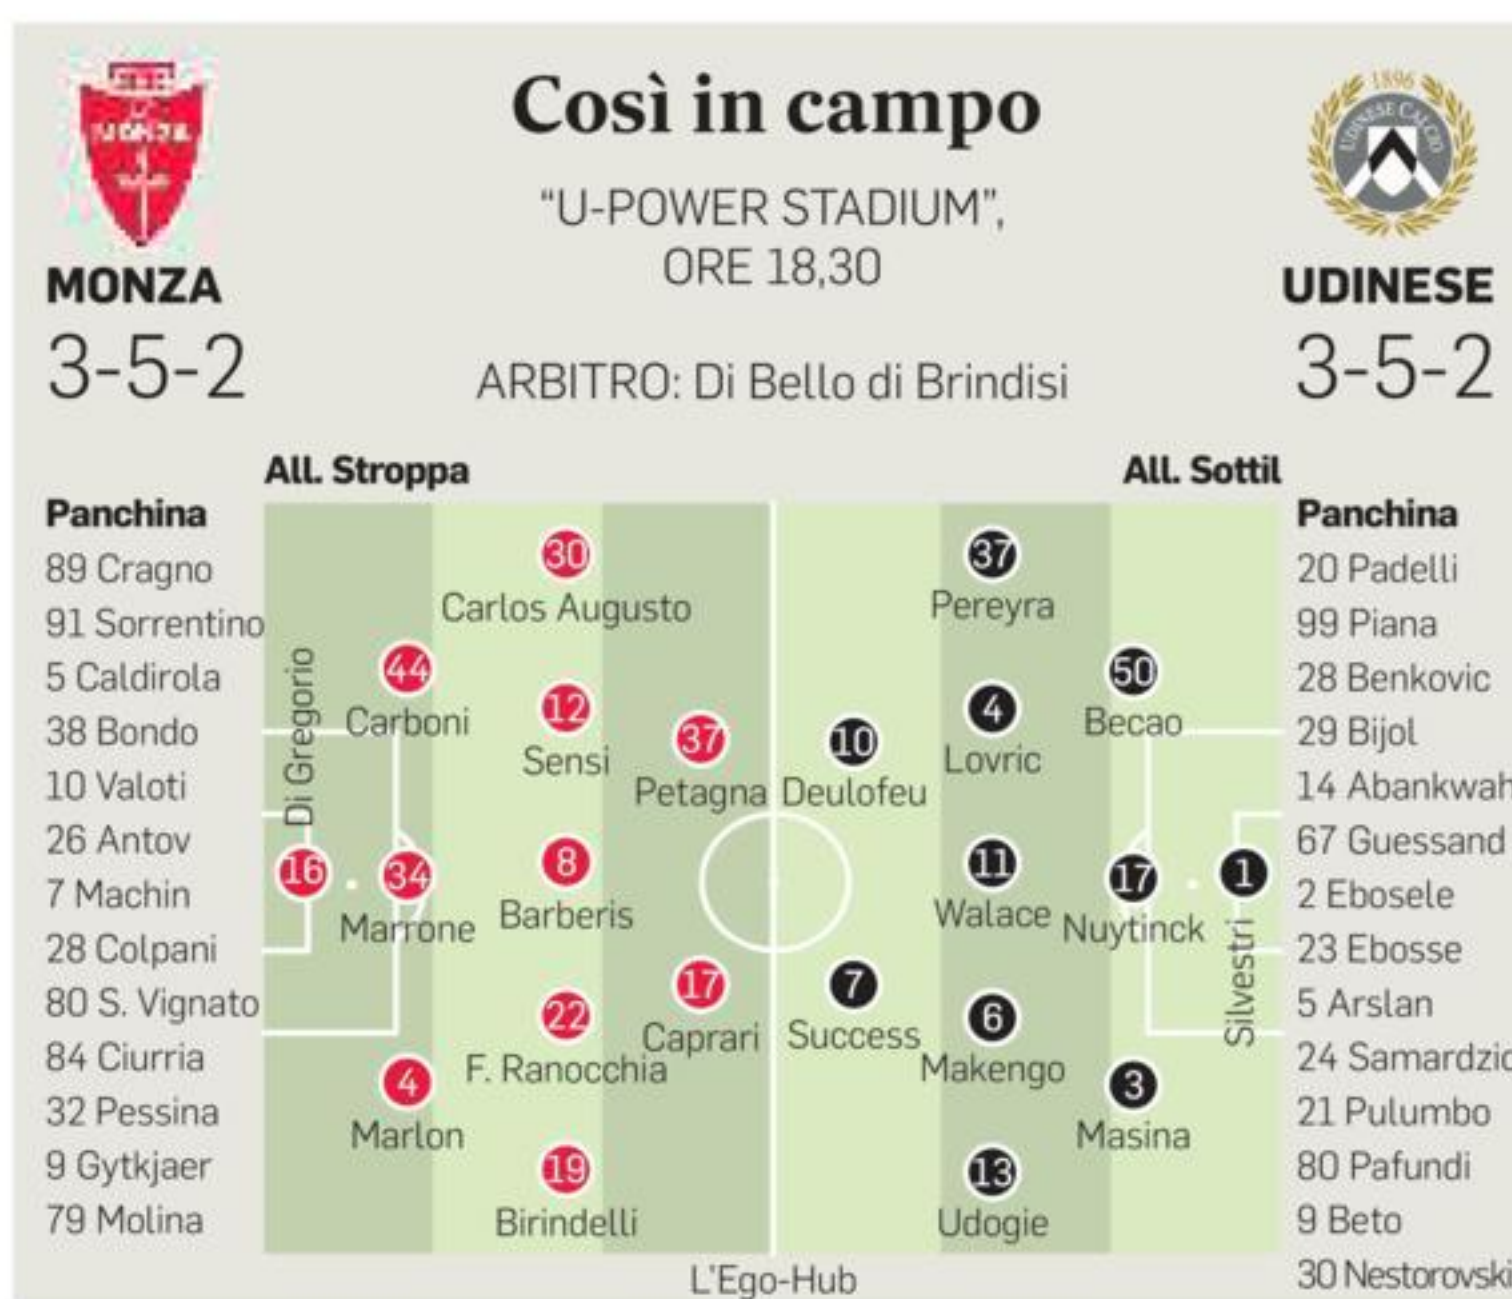 Così in campo
"U-POWER STADIUM",
ORE 18,30
ARBITRO: Di Bello di Brindisi
MONZA
MONZA
3-5-2
1896
UDINESE CALCIO
UDINESE
3-5-2
All. Stroppa
Panchina
89 Cragno
91 Sorrentino
5 Caldirola
38 Bondo
10 Valoti
26 Antov
7 Machin
28 Colpani
80 S. Vignato
84 Ciurria
32 Pessina
9 Gytkjaer
79 Molina
16
Di Gregorio
44
Carboni
34
Marrone
4
Marlon
30
Carlos Augusto
12
Sensi
8
Barberis
22
F. Ranocchia
19
Birindelli
37
Petagna
17
Caprari
10
Deulofeu
7
Success
37
Pereyra
4
Lovric
11
Walace
6
Makengo
13
Udogie
50
Becao
17
Nuytinck
3
Masina
1
Silvestri
All. Sottil
Panchina
20 Padelli
99 Piana
28 Benkovic
29 Bijol
14 Abankwah
67 Guessand
2 Ebosele
23 Ebosse
5 Arslan
24 Samardzic
21 Pulumbo
80 Pafundi
9 Beto
30 Nestorovski
L'Ego-Hub